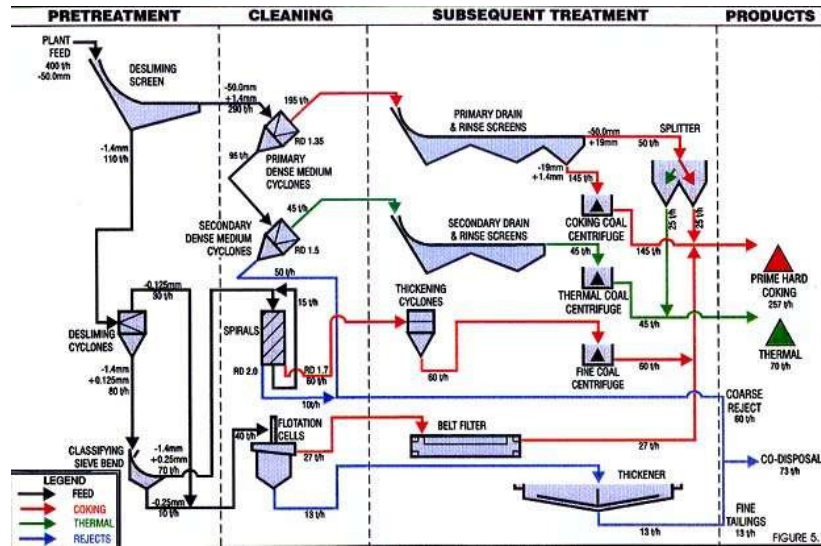 PRETREATMENT
CLEANING
SUBSEQUENT TREATMENT
PRODUCTS
PLANT
FEED
400 t/h
-50.0mm
DESLIMING
SCREEN
-50.0mm
+1.4mm
290 t/h
195 t/h
RD 1.35
PRIMARY
DENSE MEDIUM
CYCLONES
95 t/h
-1.4mm
110 t/h
PRIMARY DRAIN
& RINSE SCREENS
-50.0mm
+19mm
50 t/h
SPLITTER
-19mm
+1.4mm
145 t/h
COKING COAL
CENTRIFUGE
25 t/h
25 t/h
145 t/h
PRIME HARD
COKING
257 t/h
SECONDARY
DENSE MEDIUM
CYCLONES
45 t/h
RD 1.5
50 t/h
SECONDARY DRAIN
& RINSE SCREENS
45 t/h
THERMAL COAL
CENTRIFUGE
45 t/h
THERMAL
70 t/h
-0.125mm
30 t/h
DESLIMING
CYCLONES
-1.4mm
+0.125mm
80 t/h
15 t/h
SPIRALS
RD 2.0
RD 1.7
60 t/h
10t/h
THICKENING
CYCLONES
60 t/h
FINE COAL
CENTRIFUGE
60 t/h
COARSE
REJECT
60 t/h
CLASSIFYING
SIEVE BEND
-1.4mm
+0.25mm
70 t/h
-0.25mm
10 t/h
40 t/h
FLOTATION
CELLS
27 t/h
13 t/h
BELT FILTER
27 t/h
THICKENER
13 t/h
CO-DISPOSAL
73 t/h
FINE
TAILINGS
13 t/h
LEGEND
FEED
COKING
THERMAL
REJECTS
FIGURE 5.